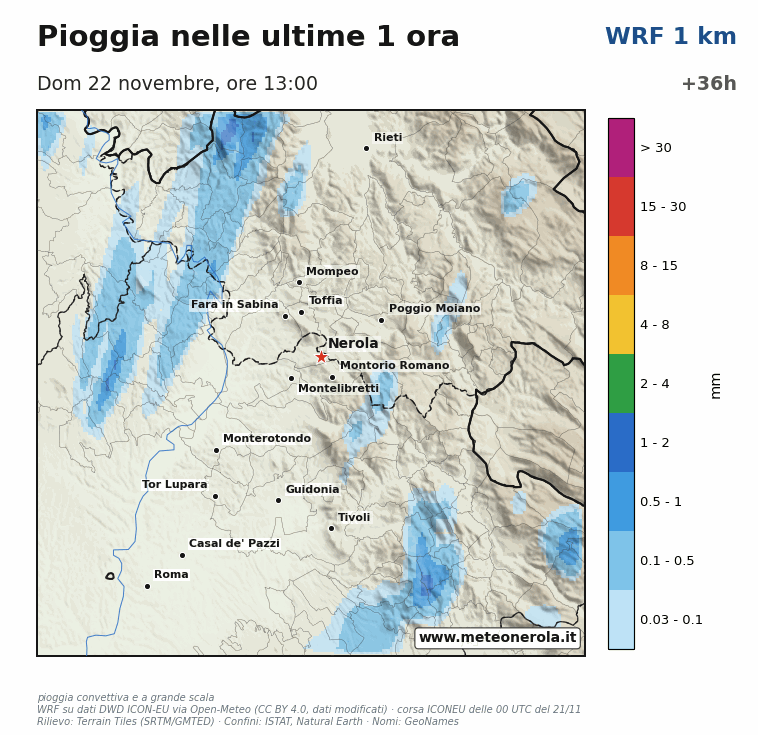 Pioggia nelle ultime 1 ora
WRF 1 km
Dom 22 novembre, ore 13:00
+36h
Rieti
Mompeo
Fara in Sabina
Toffia
Poggio Moiano
Nerola
Montorio Romano
Montelibretti
Monterotondo
Tor Lupara
Guidonia
Tivoli
Casal de' Pazzi
Roma
www.meteonerola.it
> 30
15 - 30
8 - 15
4 - 8
2 - 4
1 - 2
0.5 - 1
0.1 - 0.5
0.03 - 0.1
mm
pioggia convettiva e a grande scala
WRF su dati DWD ICON-EU via Open-Meteo (CC BY 4.0, dati modificati) · corsa ICONEU delle 00 UTC del 21/11
Rilievo: Terrain Tiles (SRTM/GMTED) · Confini: ISTAT, Natural Earth · Nomi: GeoNames